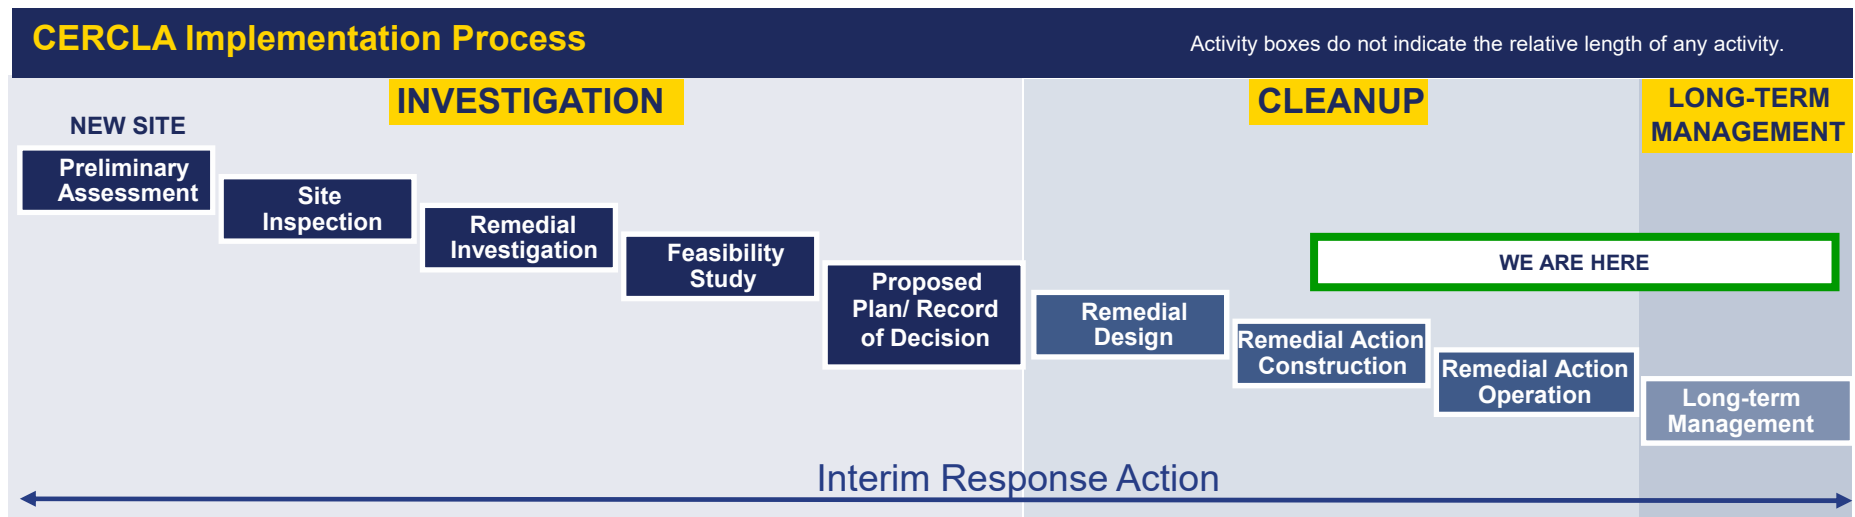 CERCLA Implementation Process
Activity boxes do not indicate the relative length of any activity.
INVESTIGATION
CLEANUP
LONG-TERM
MANAGEMENT
NEW SITE
Preliminary
Assessment
Site
Inspection
Remedial
Investigation
Feasibility
Study
Proposed
Plan/ Record
of Decision
Remedial
Design
Remedial Action
Construction
Remedial Action
Operation
Long-term
Management
WE ARE HERE
Interim Response Action